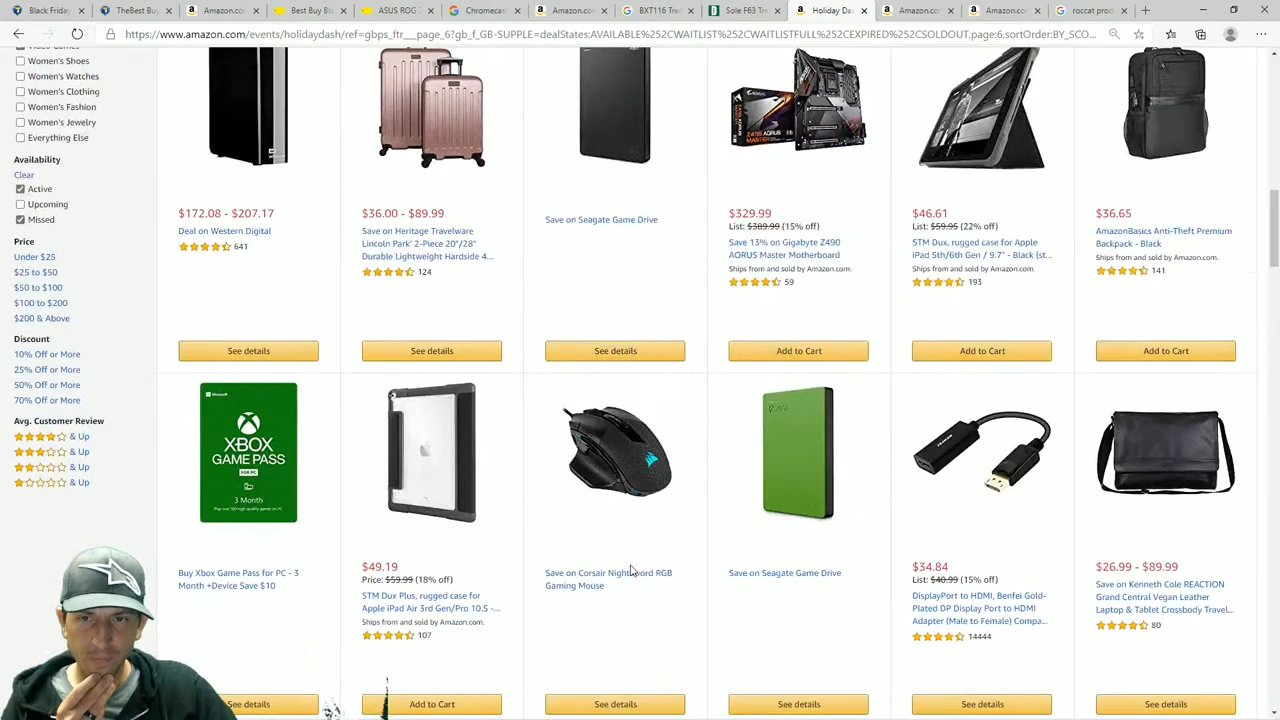 Black Friday
TheBest Buy
Amazon.co
Best Buy Bla
ASUS ROG
Chromecast
Amazon.co
BXT116 Trea
Sole F63 Tre
Holiday Das
Amazon.co
Amazon.co
roccat prod
https://www.amazon.com/events/holidaydash/ref=gbps_ftr___page_6?gb_f_GB-SUPPLE=dealStates:AVAILABLE%252CWAITLIST%252CWAITLISTFULL%252CEXPIRED%252CSOLDOUT,page:6,sortOrder:BY_SCO...
Video Games
Women's Shoes
Women's Watches
Women's Clothing
Women's Fashion
Women's Jewelry
Everything Else
Availability
Clear
Active
Upcoming
Missed
Price
Under $25
$25 to $50
$50 to $100
$100 to $200
$200 & Above
Discount
10% Off or More
25% Off or More
50% Off or More
70% Off or More
Avg. Customer Review
& Up
& Up
& Up
& Up
$172.08 - $207.17
Deal on Western Digital
641
See details
$36.00 - $89.99
Save on Heritage Travelware
Lincoln Park' 2-Piece 20"/28"
Durable Lightweight Hardside 4...
124
See details
Save on Seagate Game Drive
See details
AORUS
Z490 AORUS
MASTER
$329.99
List: $389.99 (15% off)
Save 13% on Gigabyte Z490
AORUS Master Motherboard
Ships from and sold by Amazon.com.
59
Add to Cart
$46.61
List: $59.95 (22% off)
STM Dux, rugged case for Apple
iPad 5th/6th Gen / 9.7" - Black (st...
Ships from and sold by Amazon.com.
193
Add to Cart
$36.65
AmazonBasics Anti-Theft Premium
Backpack - Black
Ships from and sold by Amazon.com.
141
Add to Cart
Microsoft
XBOX
GAME PASS
FOR PC
3 Month
Buy Xbox Game Pass for PC - 3
Month +Device Save $10
See details
$49.19
Price: $59.99 (18% off)
STM Dux Plus, rugged case for
Apple iPad Air 3rd Gen/Pro 10.5 -...
Ships from and sold by Amazon.com.
107
Add to Cart
Save on Corsair Nightsword RGB
Gaming Mouse
See details
XBOX
Save on Seagate Game Drive
See details
$34.84
List: $40.99 (15% off)
DisplayPort to HDMI, Benfei Gold-
Plated DP Display Port to HDMI
Adapter (Male to Female) Compa...
14444
See details
$26.99 - $89.99
Save on Kenneth Cole REACTION
Grand Central Vegan Leather
Laptop & Tablet Crossbody Travel...
80
See details